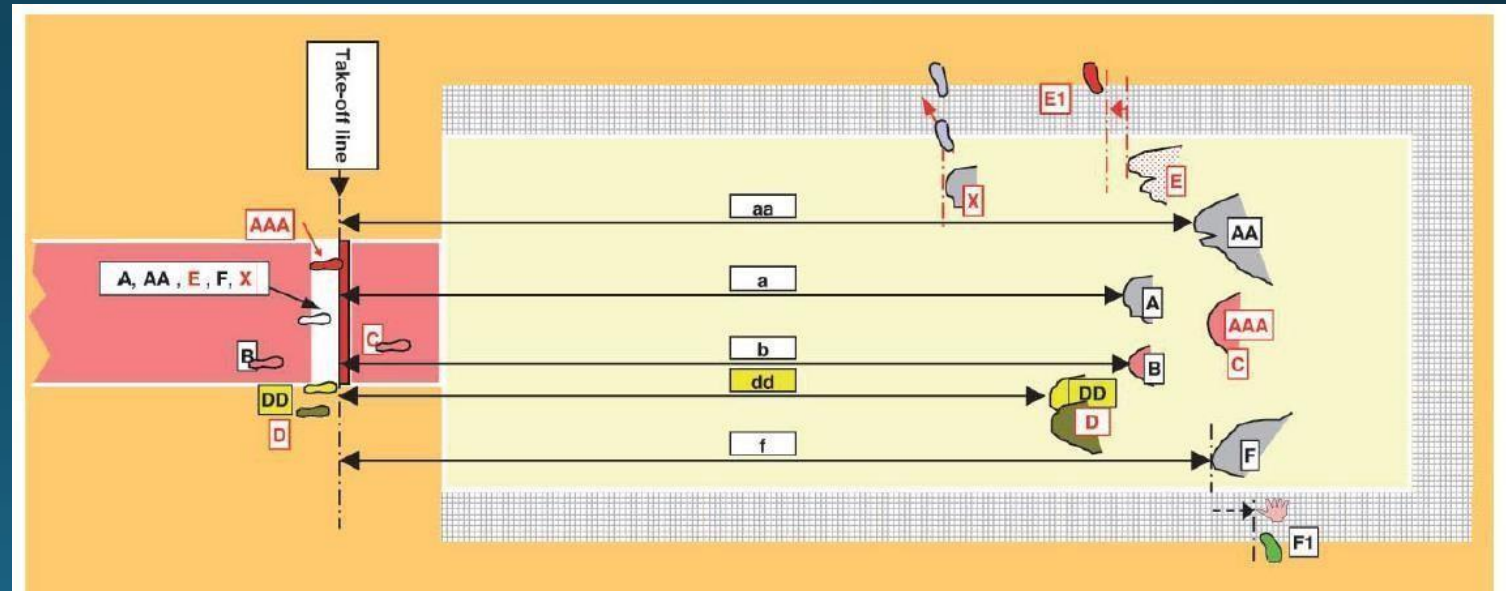 Take-off line
E1
E
X
aa
AA
AAA
A, AA , E , F, X
a
A
AAA
C
B
C
b
B
dd
DD
DD
D
D
f
F
F1